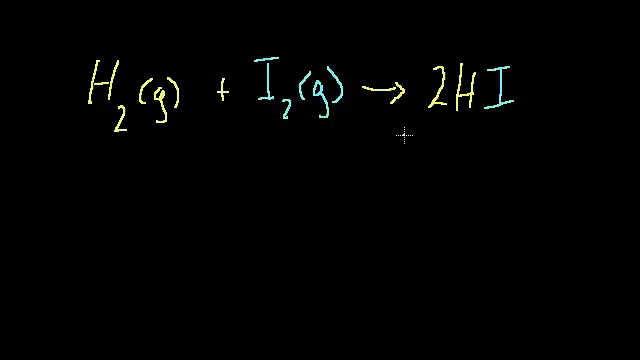 H₂(g) + I₂(g) → 2HI